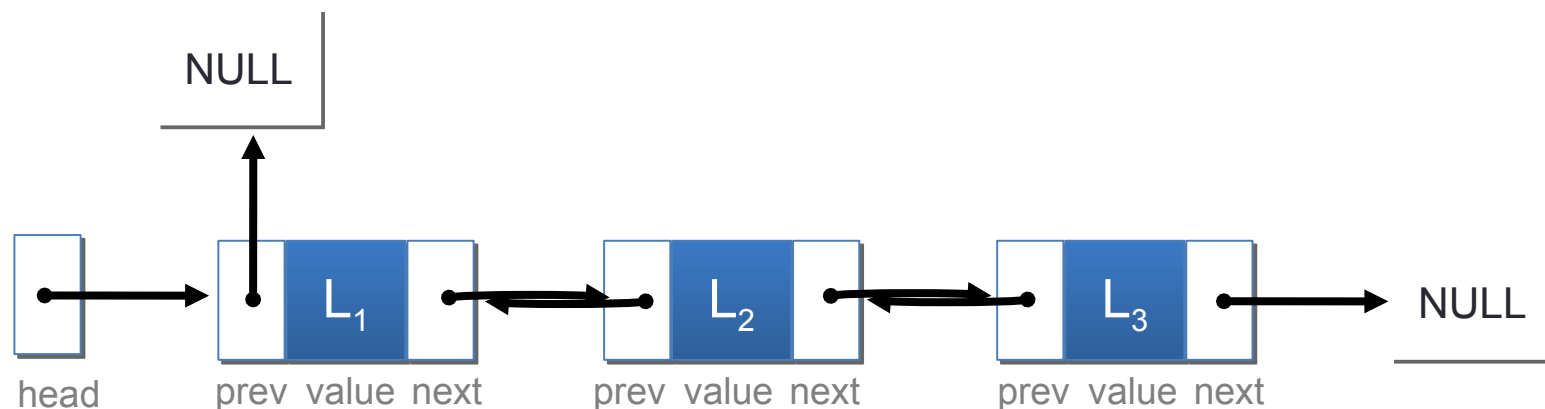 NULL
L₁ L₂ L₃ NULL
head prev value next prev value next prev value next